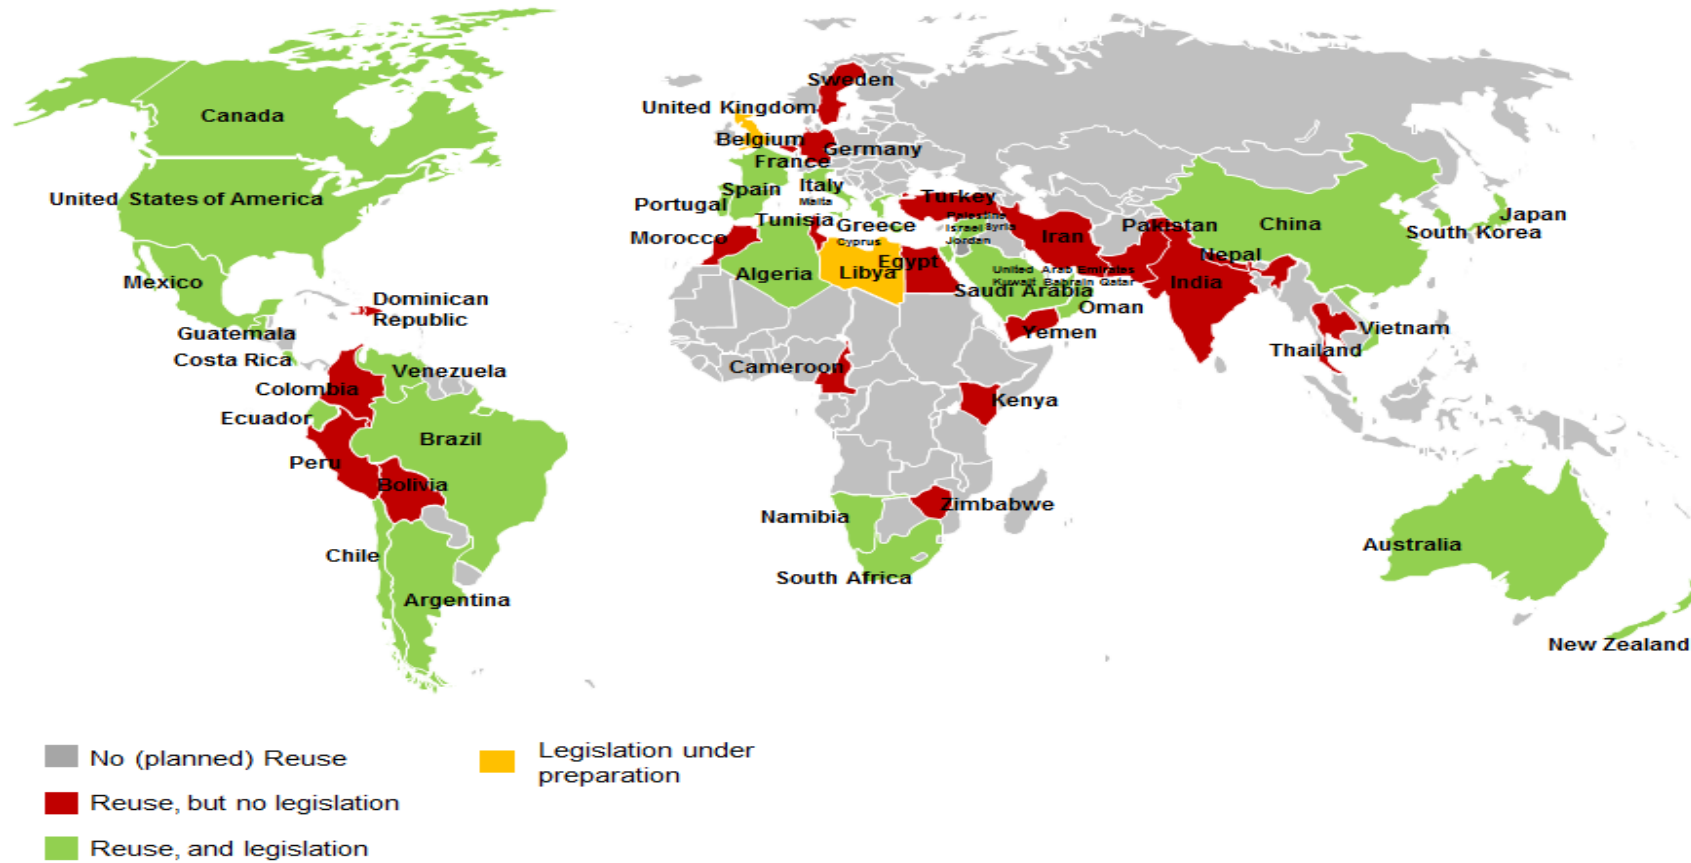 Canada
United States of America
Mexico
Guatemala
Costa Rica
Dominican
Republic
Colombia
Venezuela
Ecuador
Brazil
Peru
Bolivia
Chile
Argentina
Sweden
United Kingdom
Belgium
Germany
France
Spain
Italy
Malta
Portugal
Tunisia
Greece
Cyprus
Morocco
Algeria
Libya
Egypt
Turkey
Palestine
Israel
Syria
Jordan
Iran
United Arab Emirates
Kuwait Bahrain Qatar
Saudi Arabia
Oman
Yemen
Cameroon
Kenya
Zimbabwe
Namibia
South Africa
Pakistan
Nepal
India
China
Japan
South Korea
Vietnam
Thailand
Australia
New Zealand
No (planned) Reuse
Reuse, but no legislation
Reuse, and legislation
Legislation under
preparation